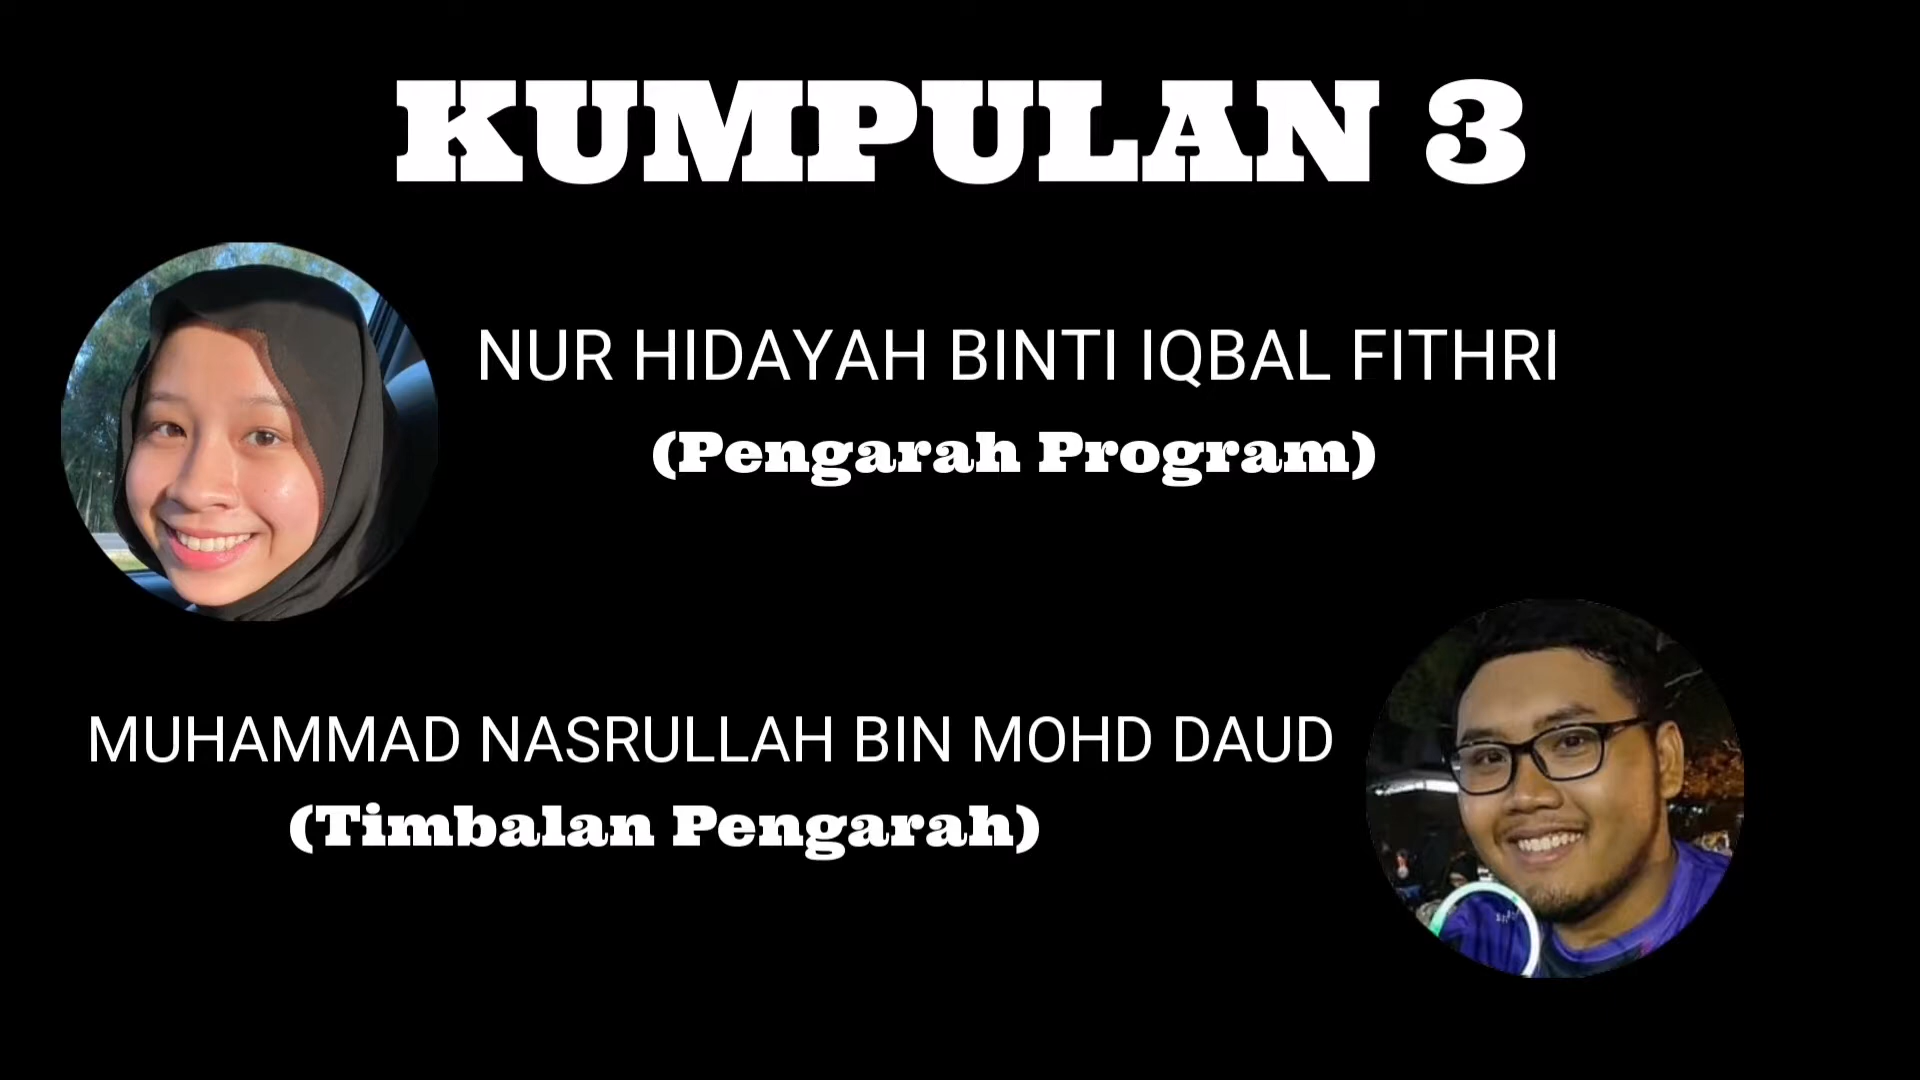 KUMPULAN 3
NUR HIDAYAH BINTI IQBAL FITHRI
(Pengarah Program)
MUHAMMAD NASRULLAH BIN MOHD DAUD
(Timbalan Pengarah)